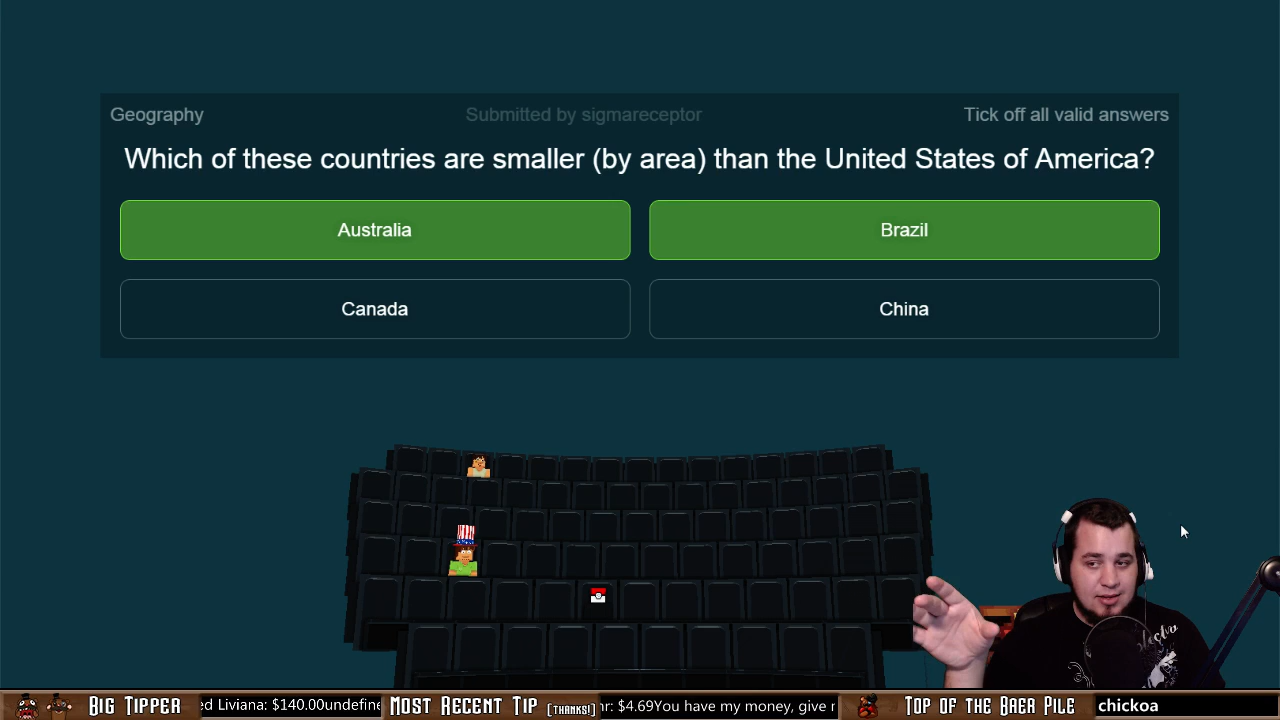 Geography
Submitted by sigmareceptor
Tick off all valid answers
Which of these countries are smaller (by area) than the United States of America?
Australia
Brazil
Canada
China
BIG TIPPER
ed Liviana: $140.00undefine
MOST RECENT TIP [THANKS!]
nr: $4.69You have my money, give r
TOP OF THE BAER PILE
chickoa